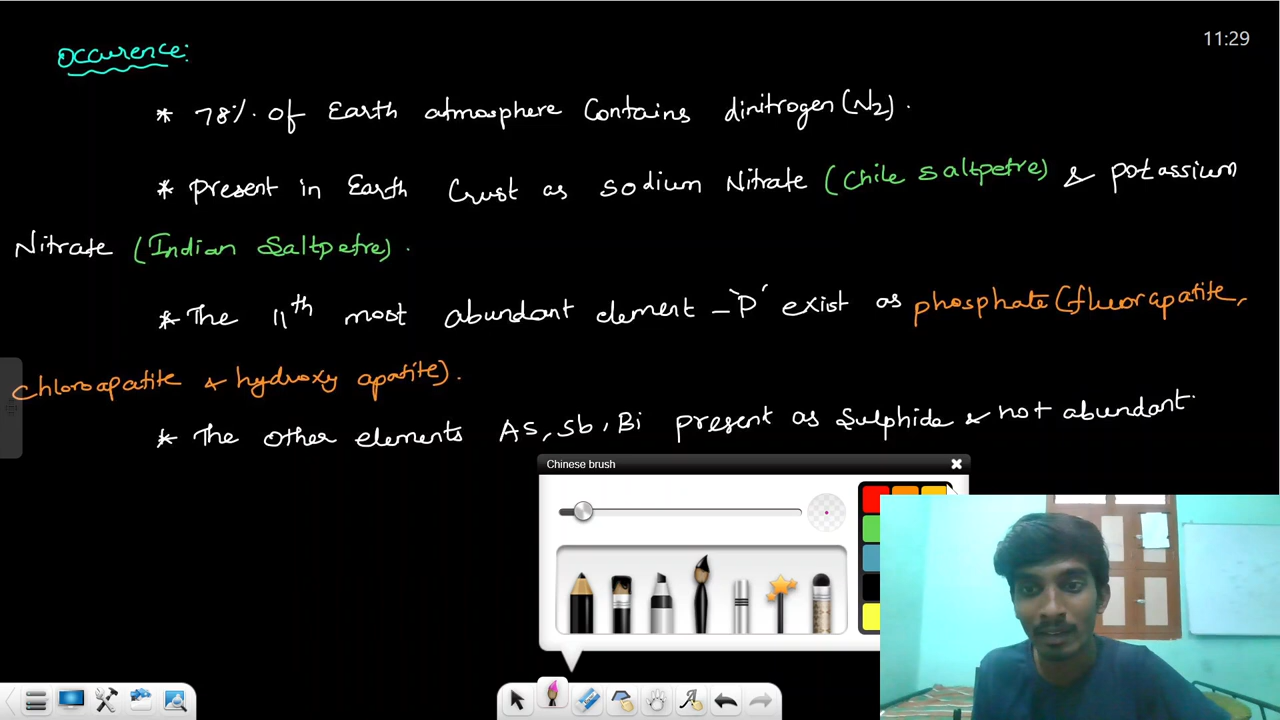 11:29
Occurence:
* 78% of Earth atmosphere Contains dinitrogen (N2).
* present in Earth Crust as sodium Nitrate (Chile Saltpetre) & potassium
Nitrate (Indian Saltpetre).
* The 11th most abundant element - 'P' exist as phosphate (fluorapatite,
chloroapatite & hydroxy apatite).
* The other elements As, Sb, Bi present as Sulphide & not abundant.
Chinese brush